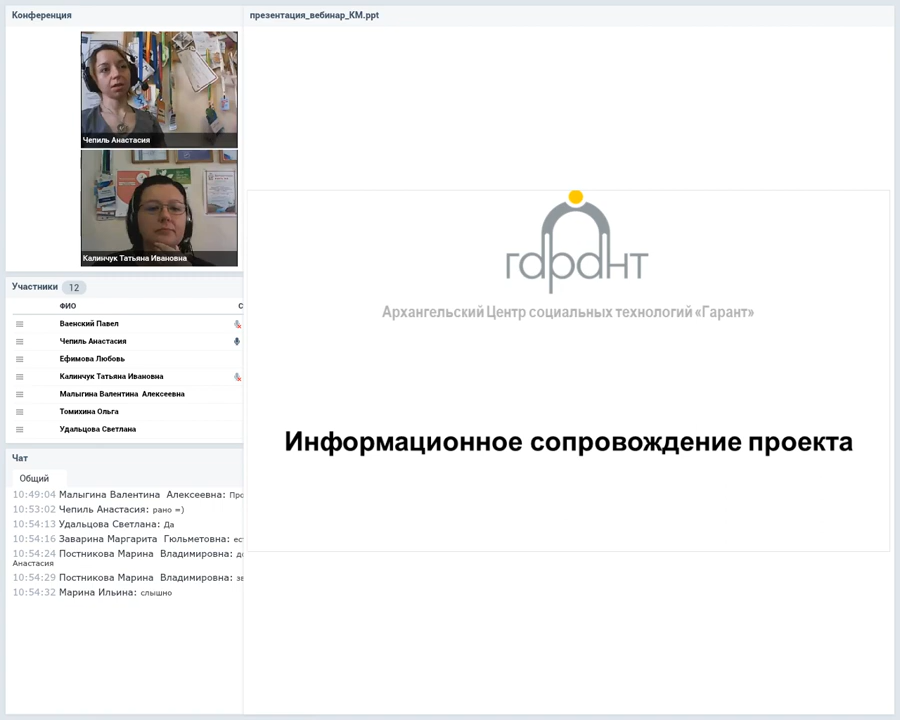 Конференция
Чепиль Анастасия
Калинчук Татьяна Ивановна
Участники 12
ФИО С
Ваенский Павел
Чепиль Анастасия
Ефимова Любовь
Калинчук Татьяна Ивановна
Малыгина Валентина Алексеевна
Томихина Ольга
Удальцова Светлана
Чат
Общий
10:49:04 Малыгина Валентина Алексеевна: Про
10:53:02 Чепиль Анастасия: рано =)
10:54:13 Удальцова Светлана: Да
10:54:16 Заварина Маргарита Гюльметовна: ес
10:54:24 Постникова Марина Владимировна: до
Анастасия
10:54:29 Постникова Марина Владимировна: зв
10:54:32 Марина Ильина: слышно
презентация_вебинар_КМ.ppt
гарант
Архангельский Центр социальных технологий «Гарант»
Информационное сопровождение проекта